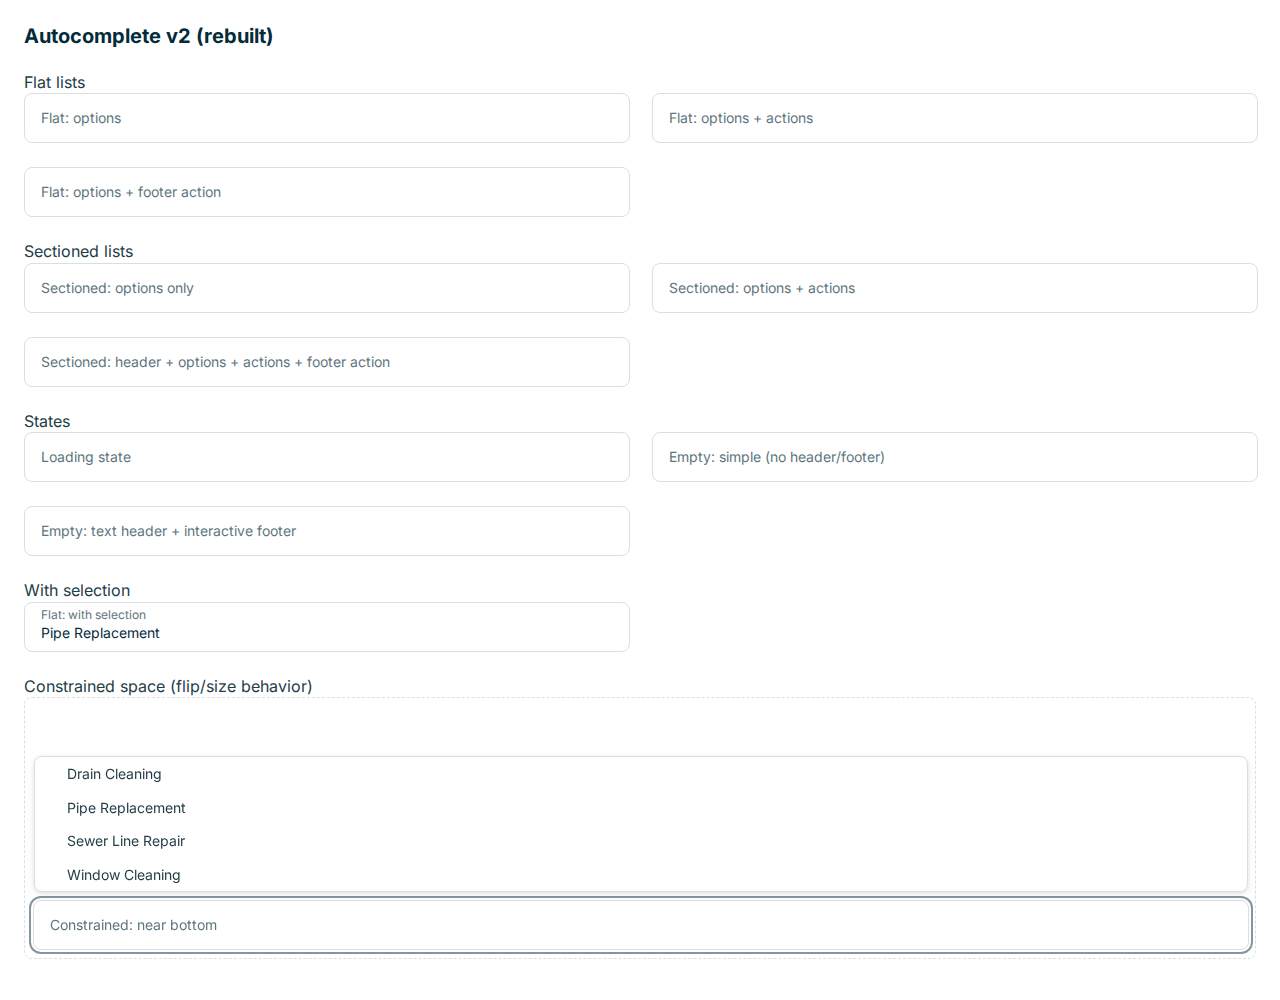 Autocomplete v2 (rebuilt)
Flat lists
Flat: options
Flat: options + actions
Flat: options + footer action
Sectioned lists
Sectioned: options only
Sectioned: options + actions
Sectioned: header + options + actions + footer action
States
Loading state
Empty: simple (no header/footer)
Empty: text header + interactive footer
With selection
Flat: with selection
Pipe Replacement
Constrained space (flip/size behavior)
Drain Cleaning
Pipe Replacement
Sewer Line Repair
Window Cleaning
Constrained: near bottom